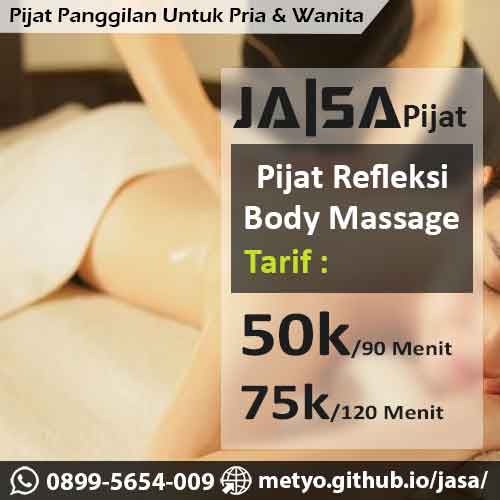 Pijat Panggilan Untuk Pria & Wanita
JA|SA Pijat
Pijat Refleksi
Body Massage
Tarif :
50k/90 Menit
75k/120 Menit
0899-5654-009 metyo.github.io/jasa/